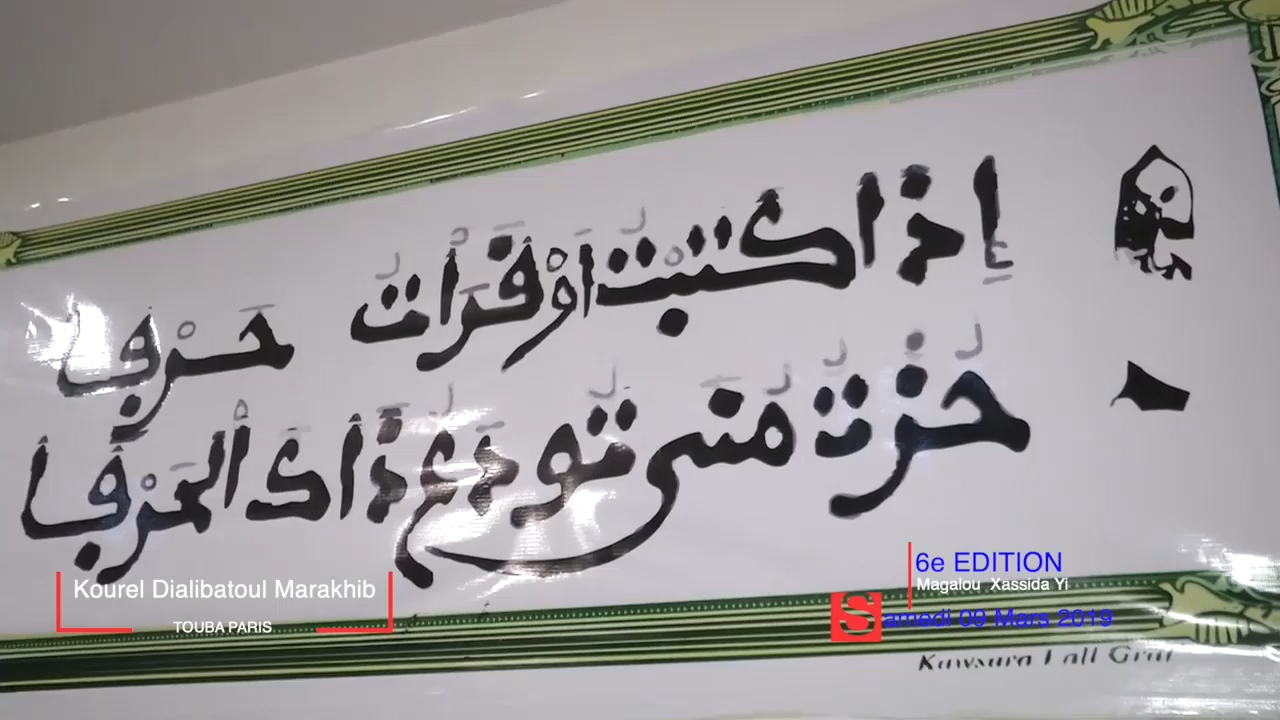 إِذَا كَتَبْتُ اَوْ قَرَأْتُ حَرْفَا
حُزْتُ مُنَى تُودَعُ ذَاكَ الْحَرْفَا
Kourel Dialibatoul Marakhib
TOUBA PARIS
6e EDITION
Magalou Xassida Yi
Samedi 09 Mars 2019
Kawsara Fall Graf